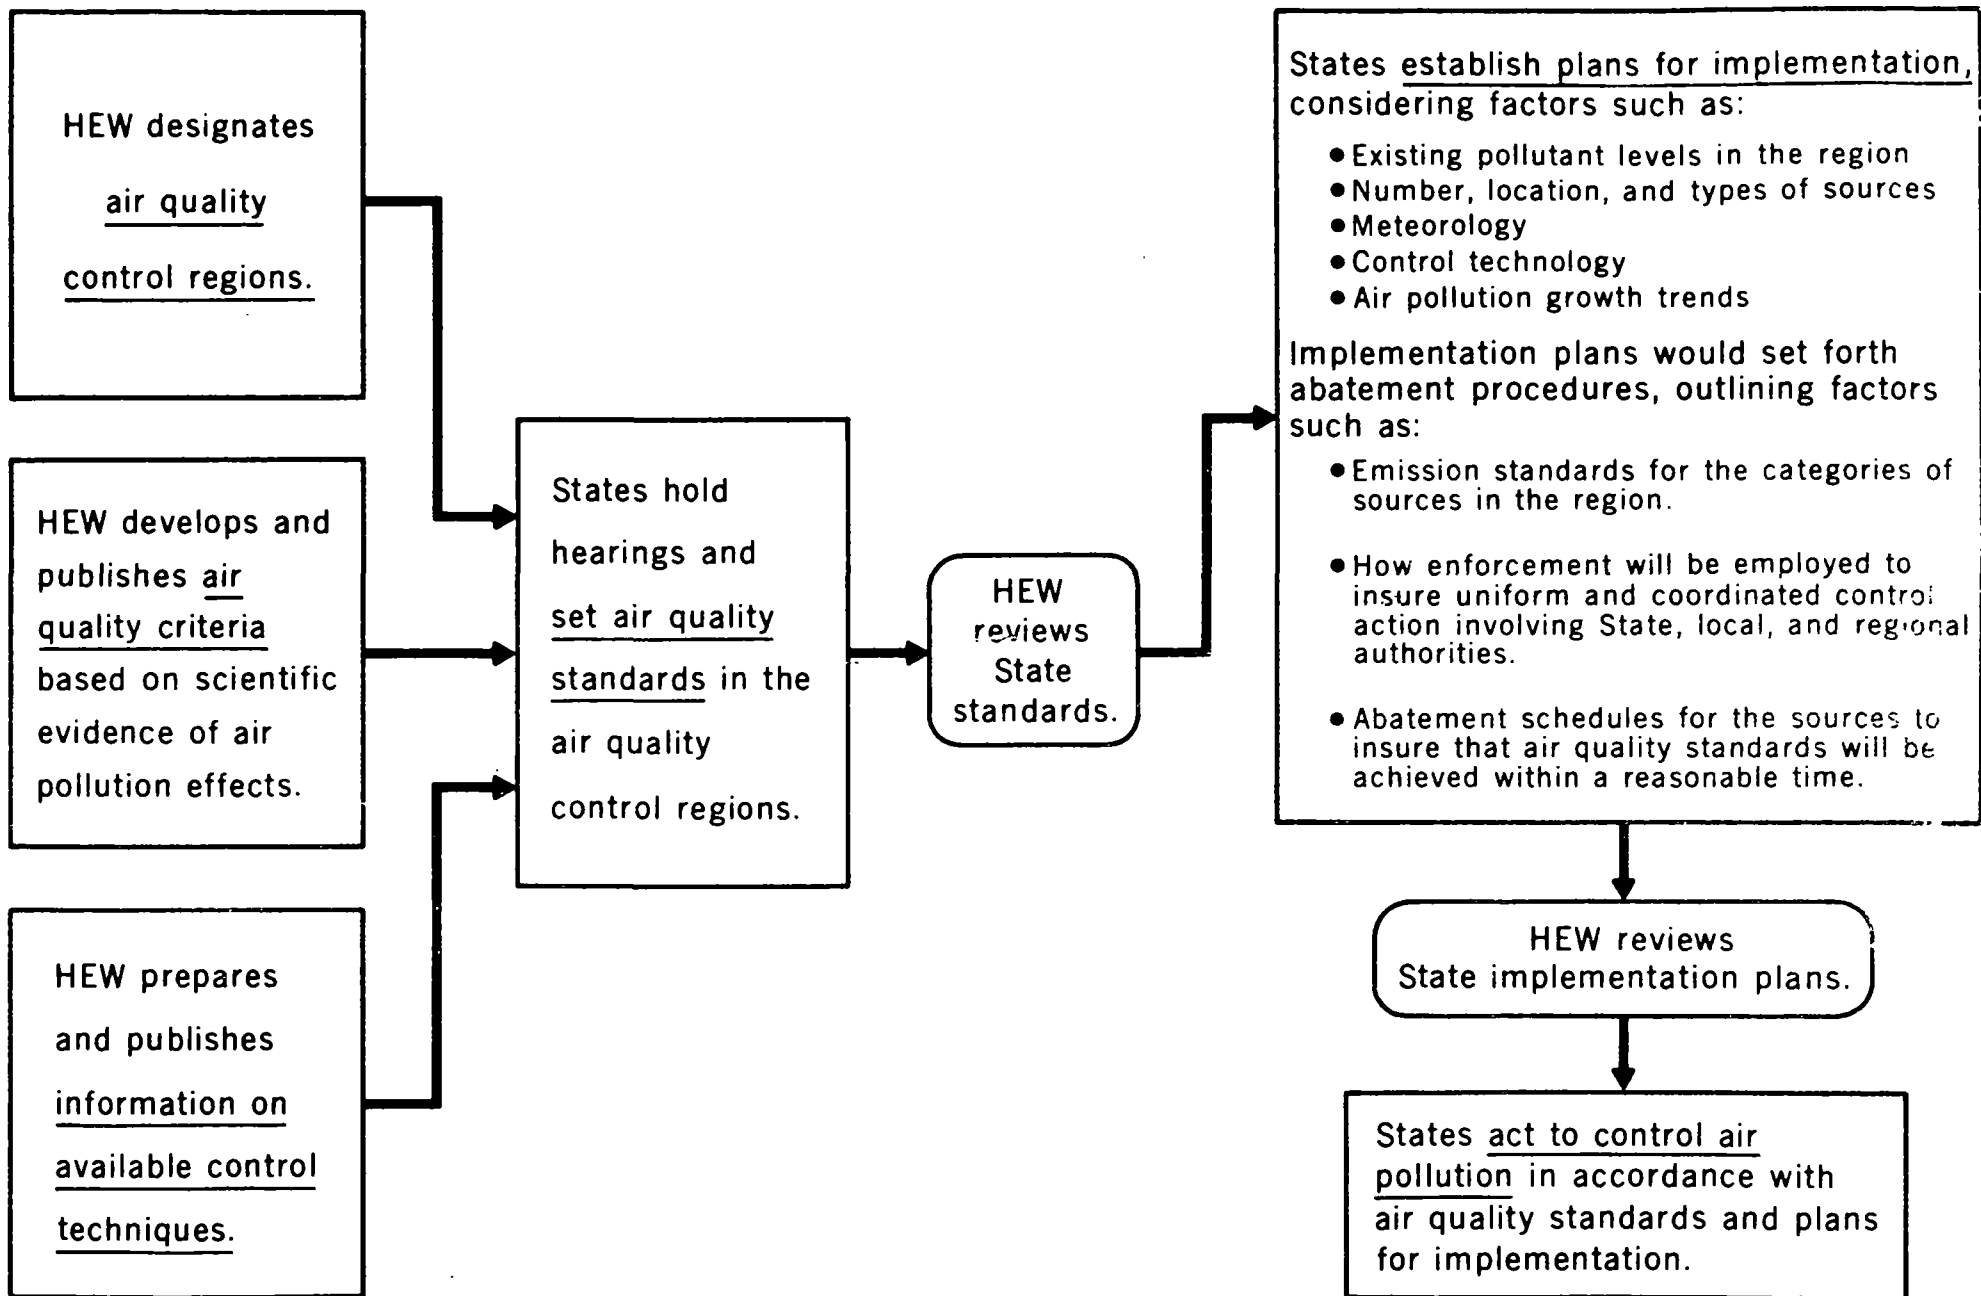 HEW designates
air quality
control regions.
HEW develops and
publishes air
quality criteria
based on scientific
evidence of air
pollution effects.
HEW prepares
and publishes
information on
available control
techniques.
States hold
hearings and
set air quality
standards in the
air quality
control regions.
HEW
reviews
State
standards.
States establish plans for implementation,
considering factors such as:
● Existing pollutant levels in the region
● Number, location, and types of sources
● Meteorology
● Control technology
● Air pollution growth trends
Implementation plans would set forth
abatement procedures, outlining factors
such as:
● Emission standards for the categories of
sources in the region.
● How enforcement will be employed to
insure uniform and coordinated control
action involving State, local, and regional
authorities.
● Abatement schedules for the sources to
insure that air quality standards will be
achieved within a reasonable time.
HEW reviews
State implementation plans.
States act to control air
pollution in accordance with
air quality standards and plans
for implementation.